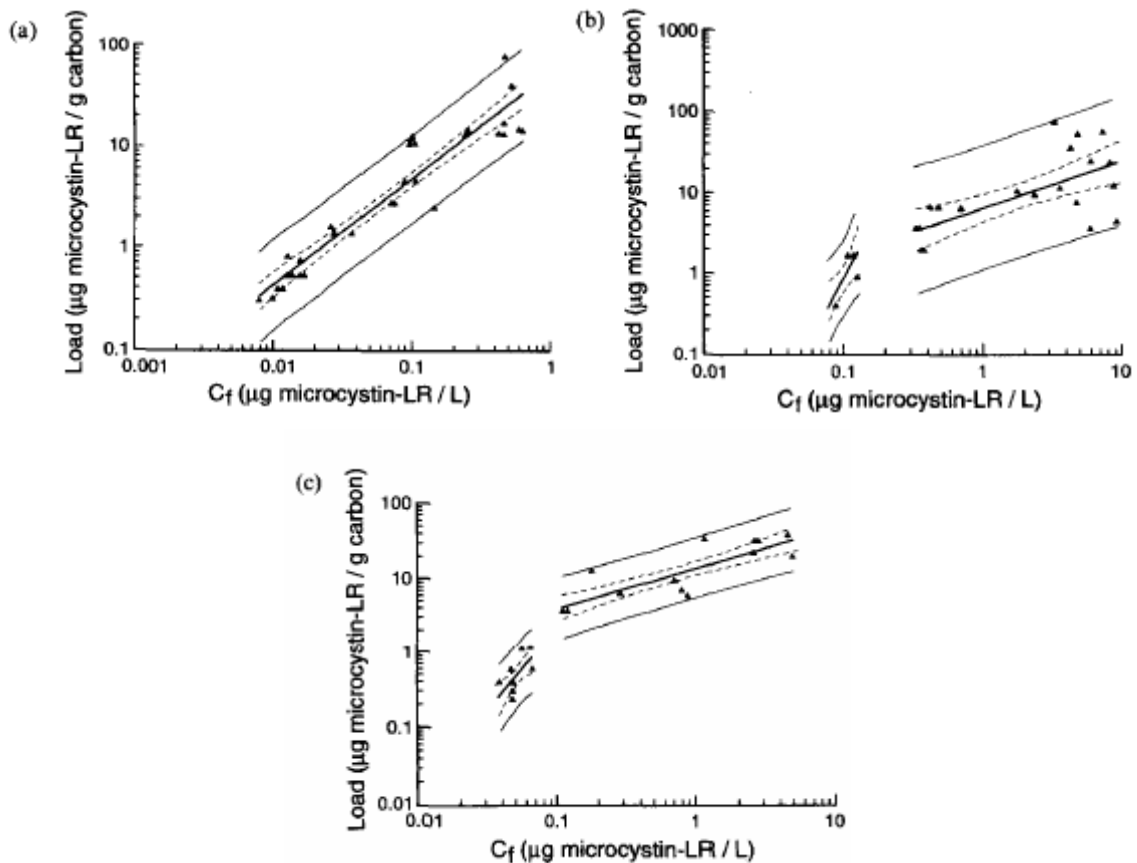 (a)
Load (μg microcystin-LR / g carbon)
100
10
1
0.1
0.001
0.01
0.1
1
Cf (μg microcystin-LR / L)
(b)
Load (μg microcystin-LR / g carbon)
1000
100
10
1
0.1
0.01
0.1
1
10
Cf (μg microcystin-LR / L)
(c)
Load (μg microcystin-LR / g carbon)
100
10
1
0.1
0.01
0.01
0.1
1
10
Cf (μg microcystin-LR / L)